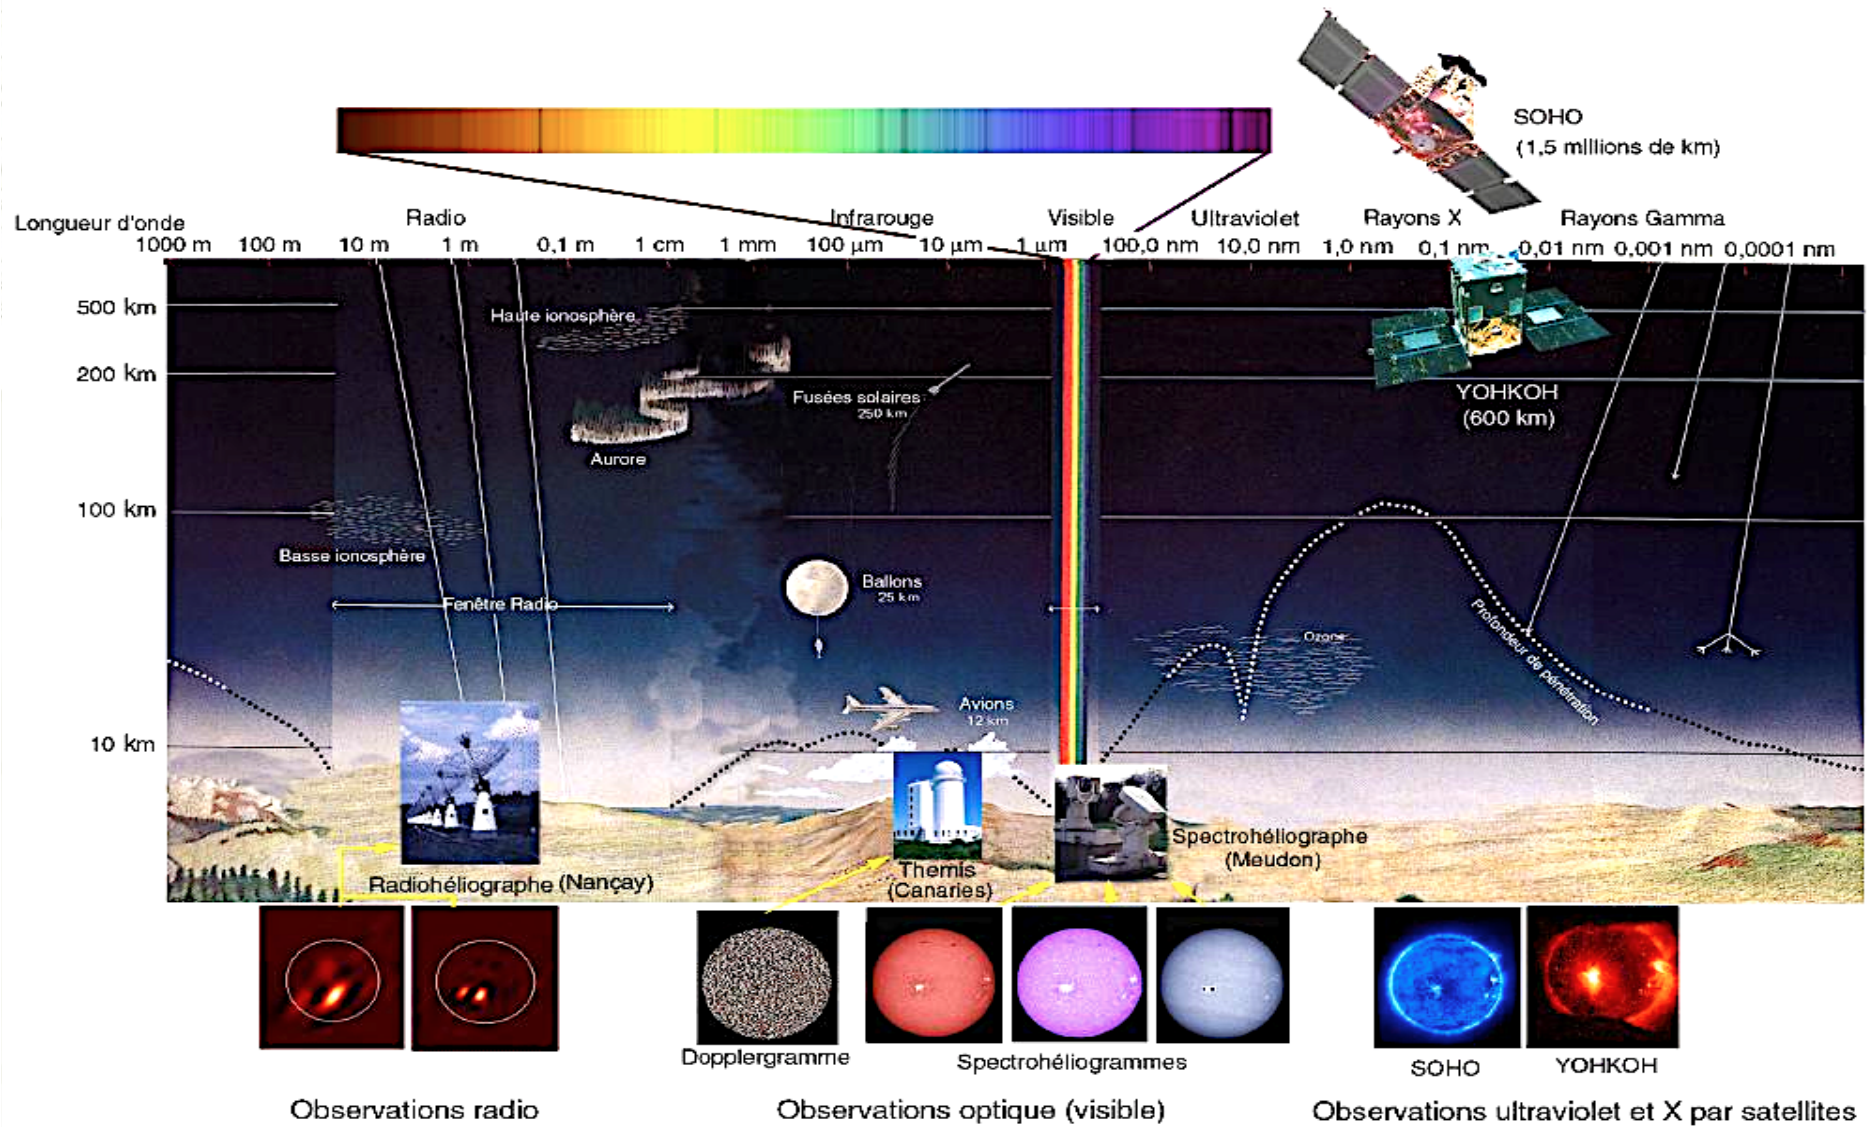 SOHO
(1,5 millions de km)
Longueur d'onde
Radio
Infrarouge
Visible
Ultraviolet
Rayons X
Rayons Gamma
1000 m
100 m
10 m
1 m
0,1 m
1 cm
1 mm
100 µm
10 µm
1 µm
100,0 nm
10,0 nm
1,0 nm
0,1 nm
0,01 nm
0,001 nm
0,0001 nm
500 km
Haute ionosphère
200 km
Fusées solaires
250 km
YOHKOH
(600 km)
Aurore
100 km
Basse ionosphère
Ballons
25 km
Fenêtre Radio
Ozone
Profondeur de pénétration
Avions
12 km
10 km
Spectrohéliographe
(Meudon)
Themis
(Canaries)
Radiohéliographe (Nançay)
Dopplergramme
Spectrohéliogrammes
SOHO
YOHKOH
Observations radio
Observations optique (visible)
Observations ultraviolet et X par satellites